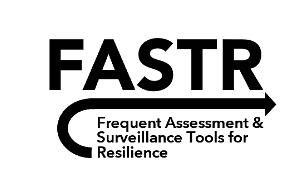 FASTR
Frequent Assessment &
Surveillance Tools for
Resilience